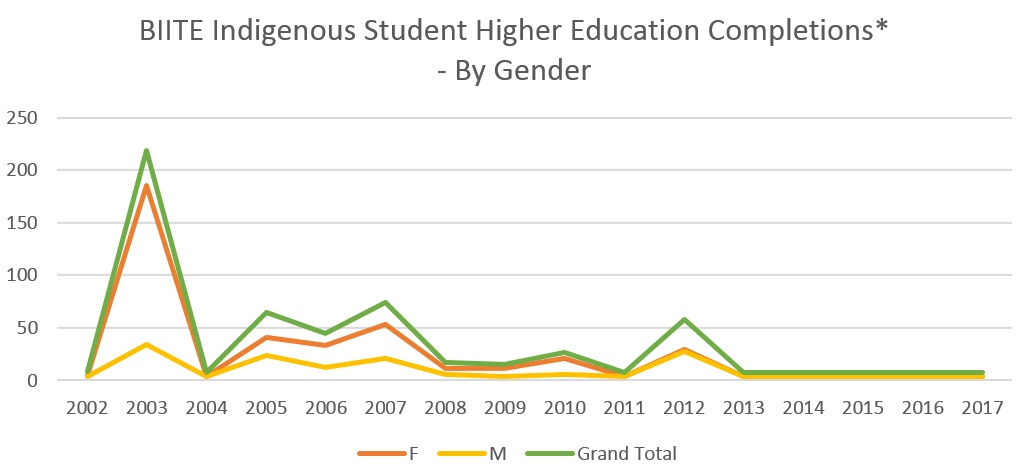 BIITE Indigenous Student Higher Education Completions*
- By Gender
250
200
150
100
50
0
2002 2003 2004 2005 2006 2007 2008 2009 2010 2011 2012 2013 2014 2015 2016 2017
F M Grand Total